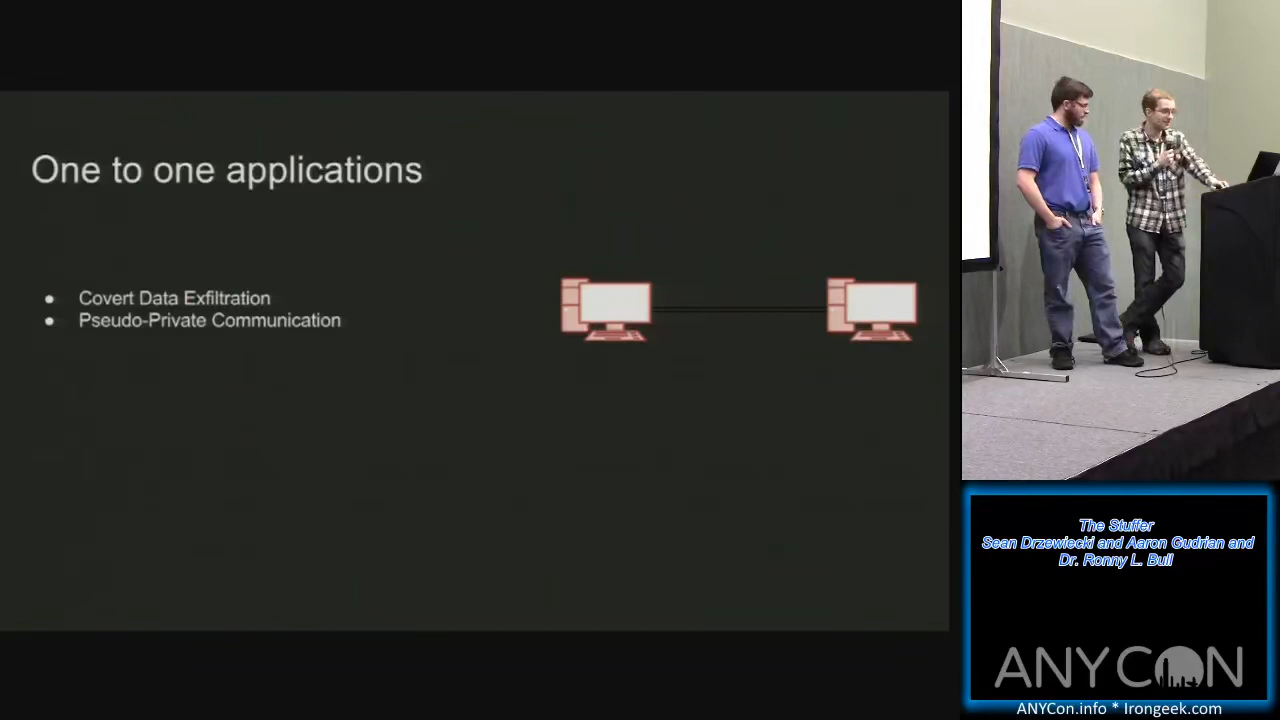 One to one applications
● Covert Data Exfiltration
● Pseudo-Private Communication
The Stuffer
Sean Drzewiecki and Aaron Gudrian and
Dr. Ronny L. Bull
ANYCON
ANYCon.info * Irongeek.com